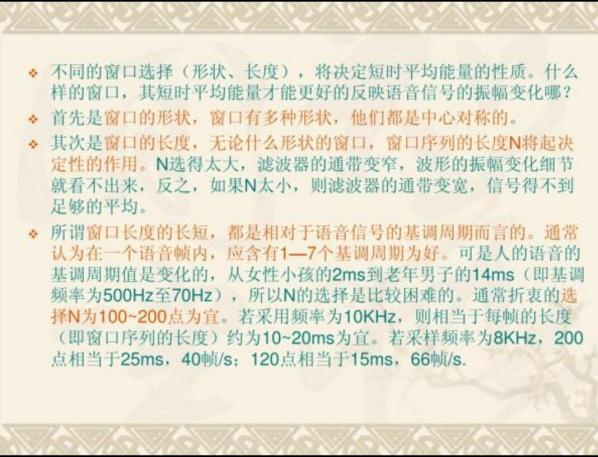 ❖ 不同的窗口选择（形状、长度），将决定短时平均能量的性质。什么
样的窗口，其短时平均能量才能更好的反映语音信号的振幅变化哪？
❖ 首先是窗口的形状，窗口有多种形状，他们都是中心对称的。
❖ 其次是窗口的长度，无论什么形状的窗口，窗口序列的长度N将起决
定性的作用。N选得太大，滤波器的通带变窄，波形的振幅变化细节
就看不出来，反之，如果N太小，则滤波器的通带变宽，信号得不到
足够的平均。
❖ 所谓窗口长度的长短，都是相对于语音信号的基调周期而言的。通常
认为在一个语音帧内，应含有1—7个基调周期为好。可是人的语音的
基调周期值是变化的，从女性小孩的2ms到老年男子的14ms（即基调
频率为500Hz至70Hz），所以N的选择是比较困难的。通常折衷的选
择N为100~200点为宜。若采用频率为10KHz，则相当于每帧的长度
（即窗口序列的长度）约为10~20ms为宜。若采样频率为8KHz，200
点相当于25ms，40帧/s；120点相当于15ms，66帧/s.